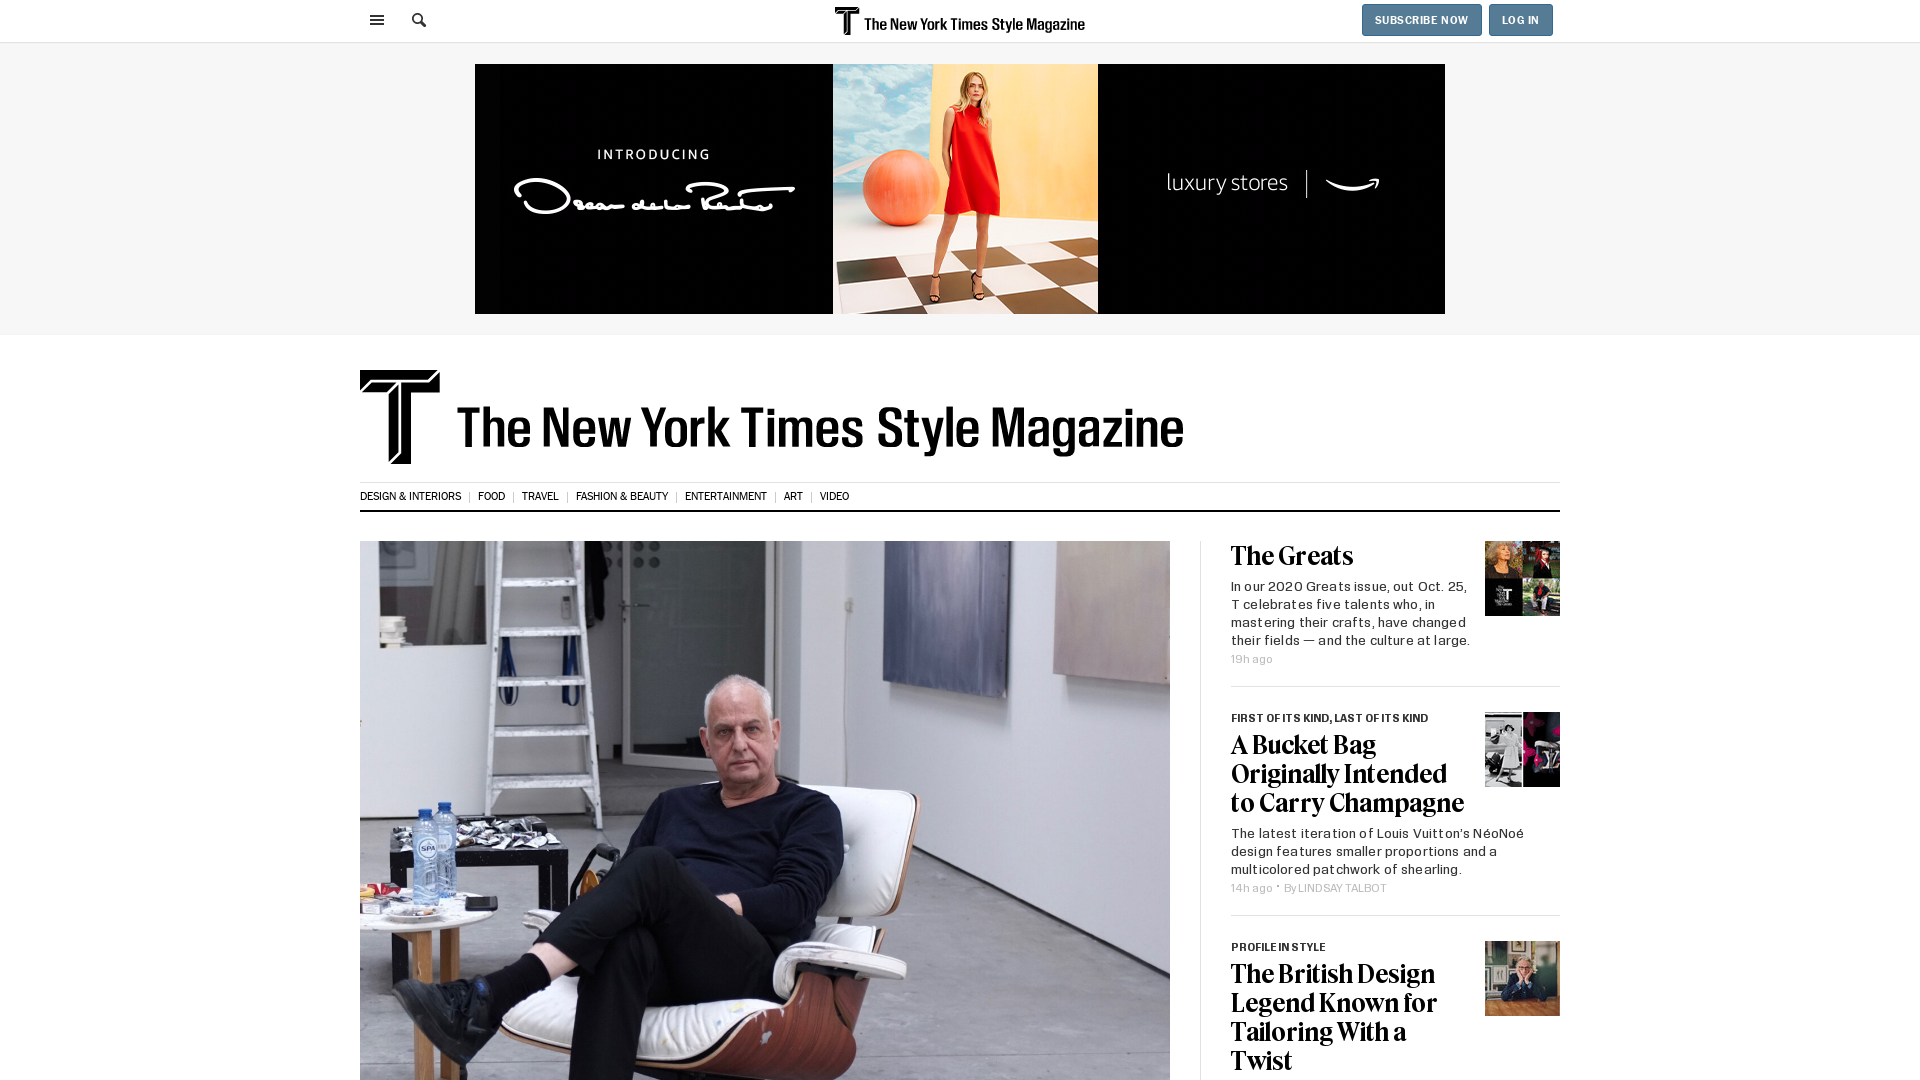 The New York Times Style Magazine
SUBSCRIBE NOW
LOG IN
INTRODUCING
Oscar de la Renta
luxury stores
The New York Times Style Magazine
DESIGN & INTERIORS
FOOD
TRAVEL
FASHION & BEAUTY
ENTERTAINMENT
ART
VIDEO
The Greats
In our 2020 Greats issue, out Oct. 25,
T celebrates five talents who, in
mastering their crafts, have changed
their fields — and the culture at large.
19h ago
FIRST OF ITS KIND, LAST OF ITS KIND
A Bucket Bag
Originally Intended
to Carry Champagne
The latest iteration of Louis Vuitton’s NéoNoé
design features smaller proportions and a
multicolored patchwork of shearling.
14h ago · By LINDSAY TALBOT
PROFILE IN STYLE
The British Design
Legend Known for
Tailoring With a
Twist
SPA